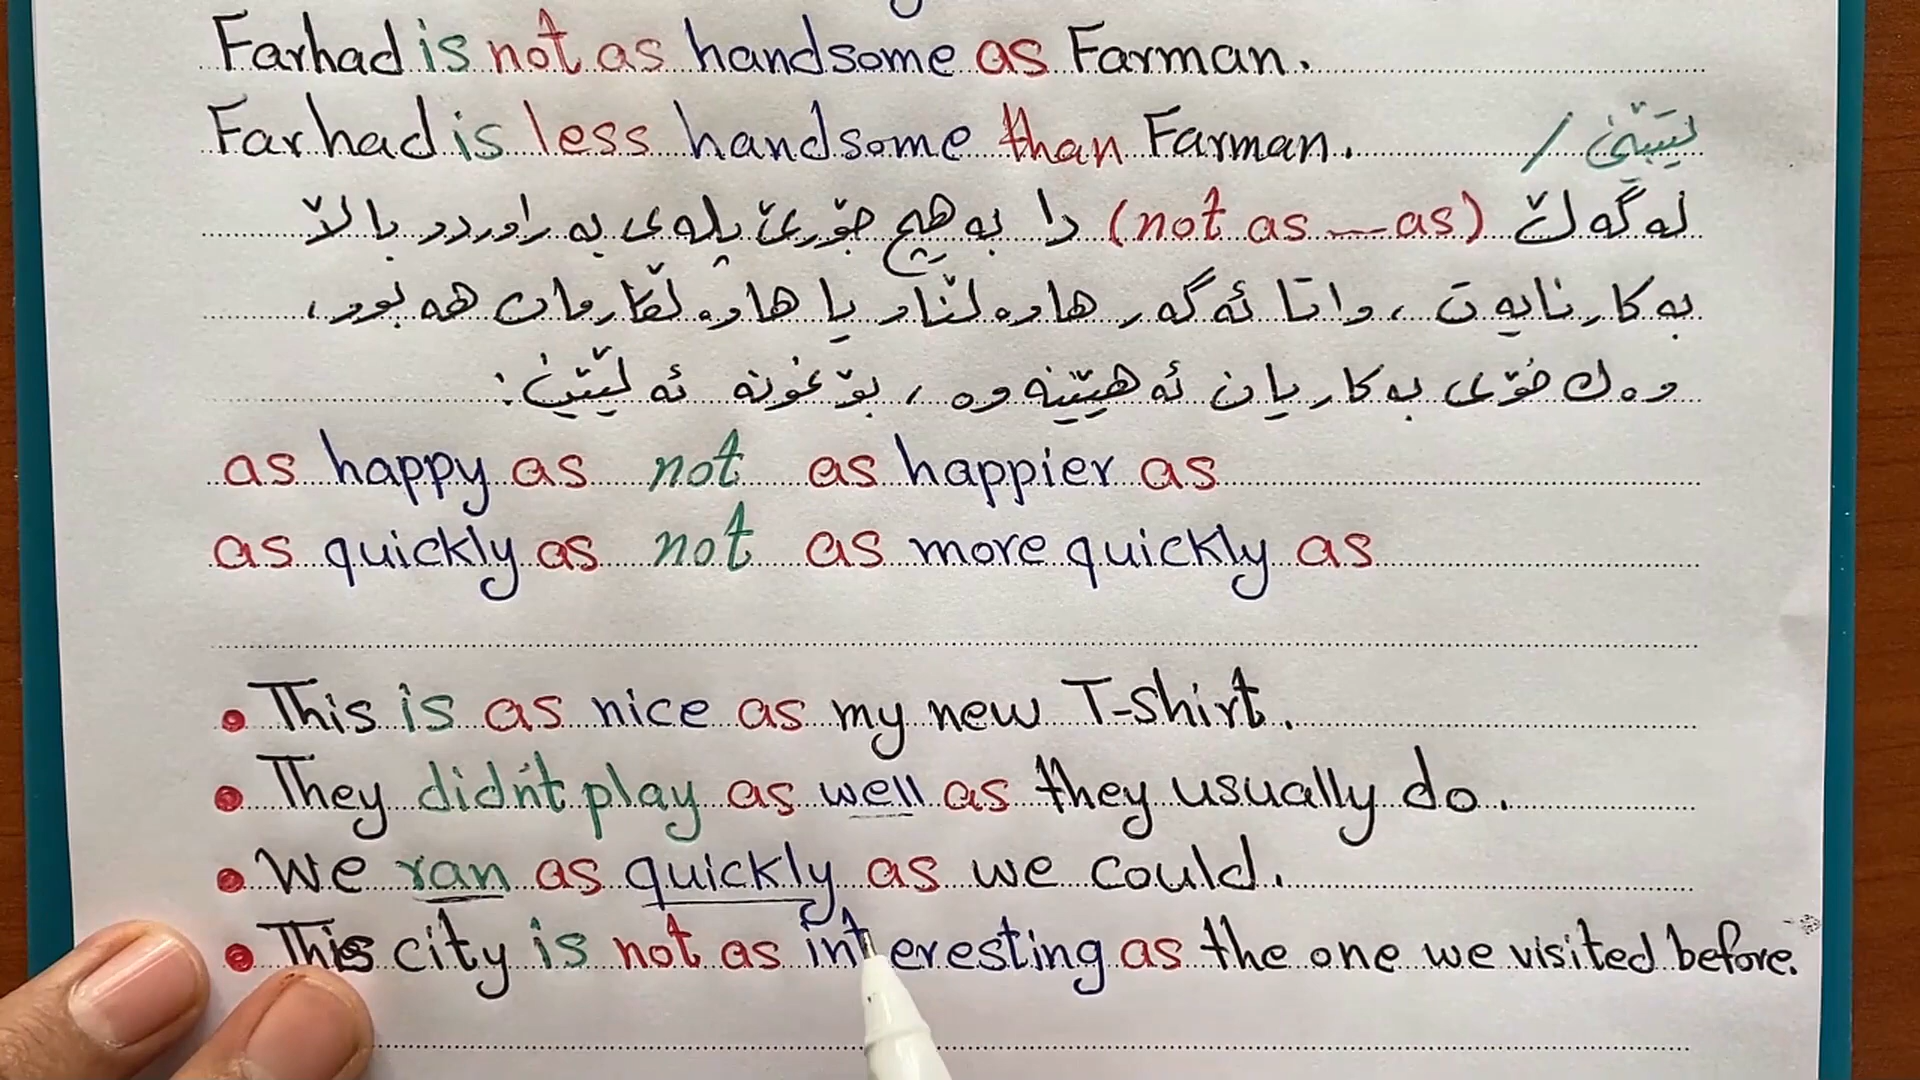 Farhad is not as handsome as Farman.
Farhad is less handsome than Farman.
تێبینی /
لەگەڵ (not as — as) دا بە هیچ جۆرێ پلەی بەراوردو باڵا
بەکارنایەت، واتا ئەگەر هاوەڵناو یا هاوەڵکارمان هەبوو،
وەك خۆی بەکاریان ئەهێنینەوە، بۆ نموونە ئەڵێین:
as happy as not as happier as
as quickly as not as more quickly as
• This is as nice as my new T-shirt.
• They didn't play as well as they usually do.
• We ran as quickly as we could.
• This city is not as interesting as the one we visited before.